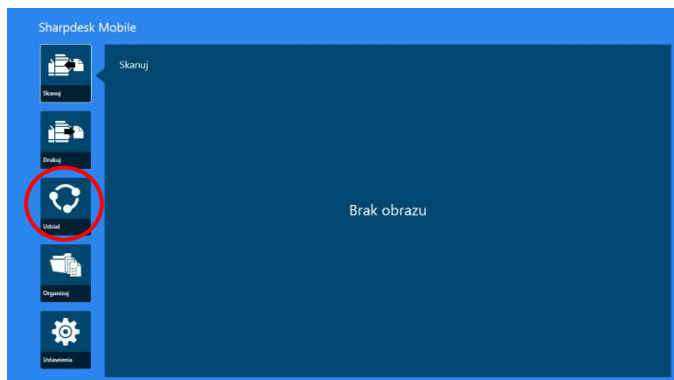 Sharpdesk Mobile
Skanuj
Skanuj
Drukuj
Brak obrazu
Udział
Organizuj
Ustawienia